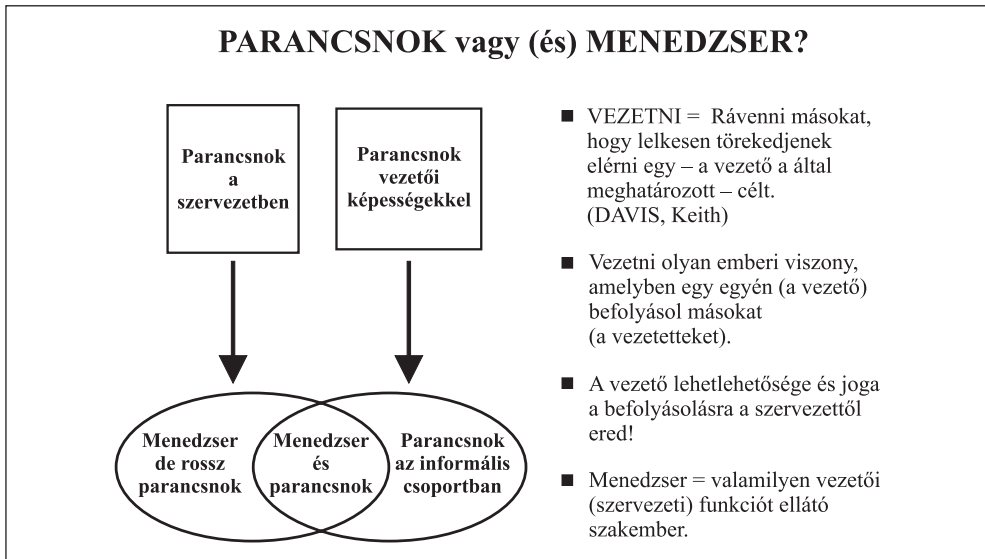 PARANCSNOK vagy (és) MENEDZSER?
Parancsnok
a
szervezetben
Parancsnok
vezetői
képességekkel
Menedzser
de rossz
parancsnok
Menedzser
és
parancsnok
Parancsnok
az informális
csoportban
■ VEZETNI = Rávenni másokat,
hogy lelkesen törekedjenek
elérni egy – a vezető a által
meghatározott – célt.
(DAVIS, Keith)
■ Vezetni olyan emberi viszony,
amelyben egy egyén (a vezető)
befolyásol másokat
(a vezetetteket).
■ A vezető lehetlehetősége és joga
a befolyásolásra a szervezettől
ered!
■ Menedzser = valamilyen vezetői
(szervezeti) funkciót ellátó
szakember.